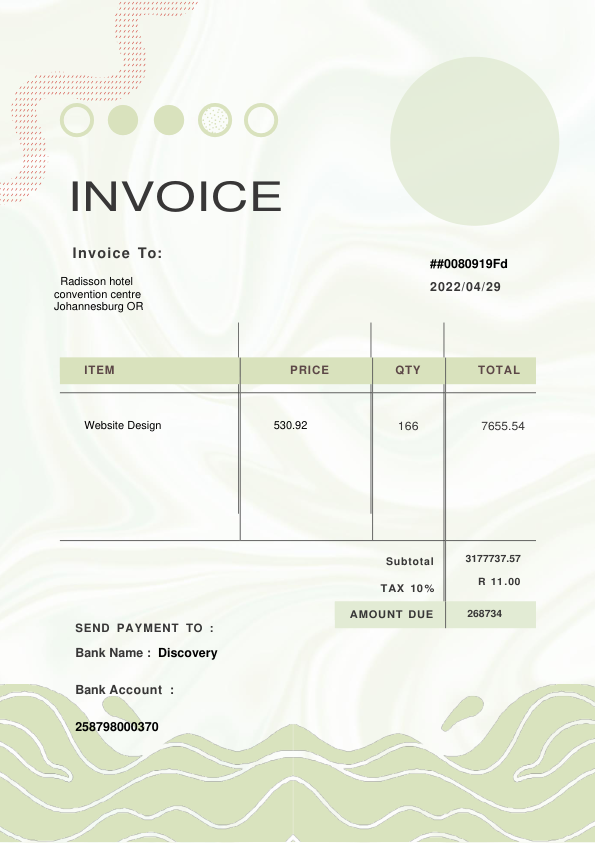 INVOICE
Invoice To:
Radisson hotel
convention centre
Johannesburg OR
##0080919Fd
2022/04/29
ITEM PRICE QTY TOTAL
Website Design 530.92 166 7655.54
Subtotal 3177737.57
TAX 10% R 11.00
AMOUNT DUE 268734
SEND PAYMENT TO :
Bank Name : Discovery
Bank Account :
258798000370